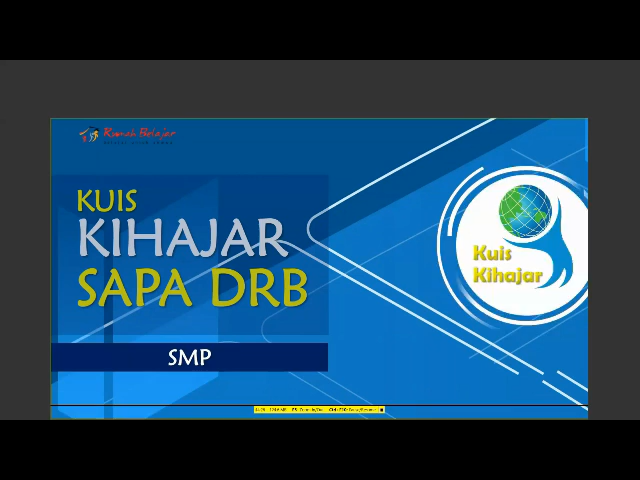 Rumah Belajar
KUIS
KIHAJAR
SAPA DRB
Kuis
Kihajar
SMP